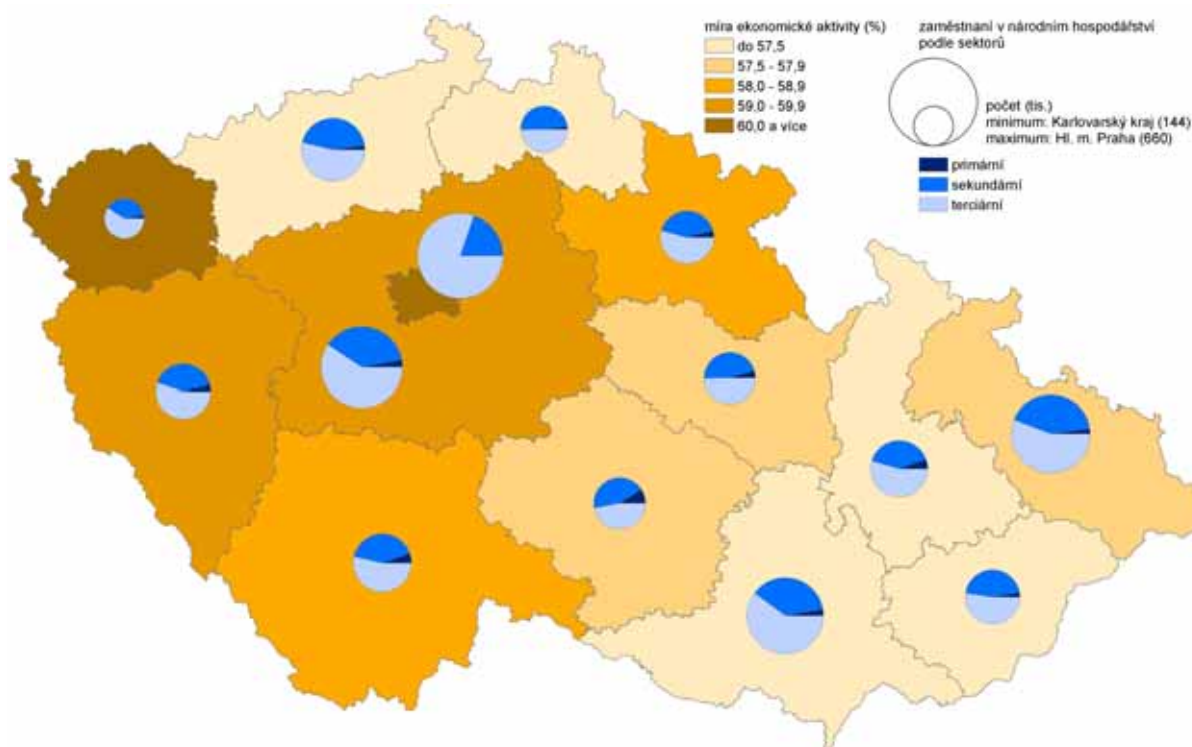 míra ekonomické aktivity (%)
do 57,5
57,5 - 57,9
58,0 - 58,9
59,0 - 59,9
60,0 a více
zaměstnaní v národním hospodářství
podle sektorů
počet (tis.)
minimum: Karlovarský kraj (144)
maximum: Hl. m. Praha (660)
primární
sekundární
terciární